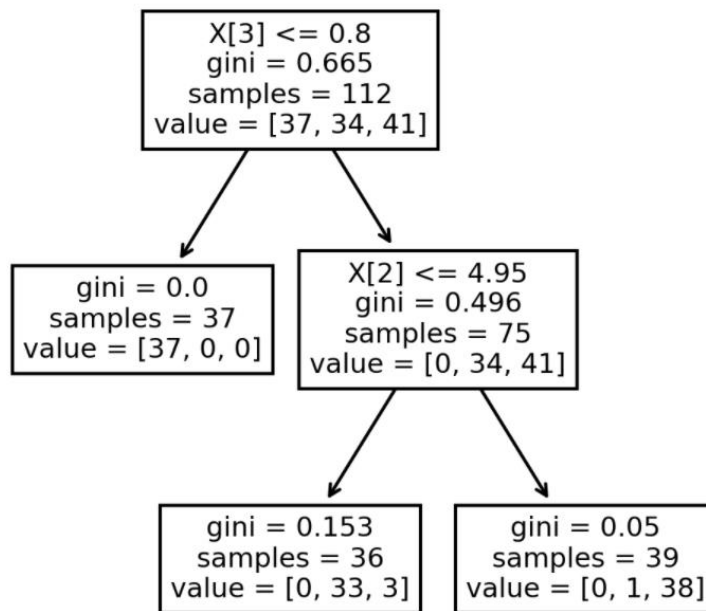 X[3] <= 0.8
gini = 0.665
samples = 112
value = [37, 34, 41]
gini = 0.0
samples = 37
value = [37, 0, 0]
X[2] <= 4.95
gini = 0.496
samples = 75
value = [0, 34, 41]
gini = 0.153
samples = 36
value = [0, 33, 3]
gini = 0.05
samples = 39
value = [0, 1, 38]